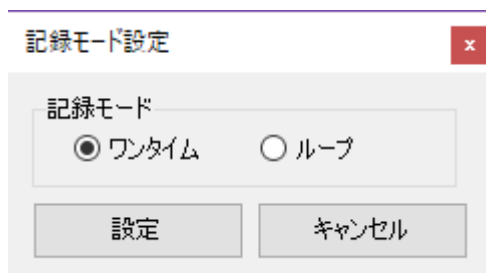 記録モード設定
x
記録モード
ワンタイム ループ
設定 キャンセル